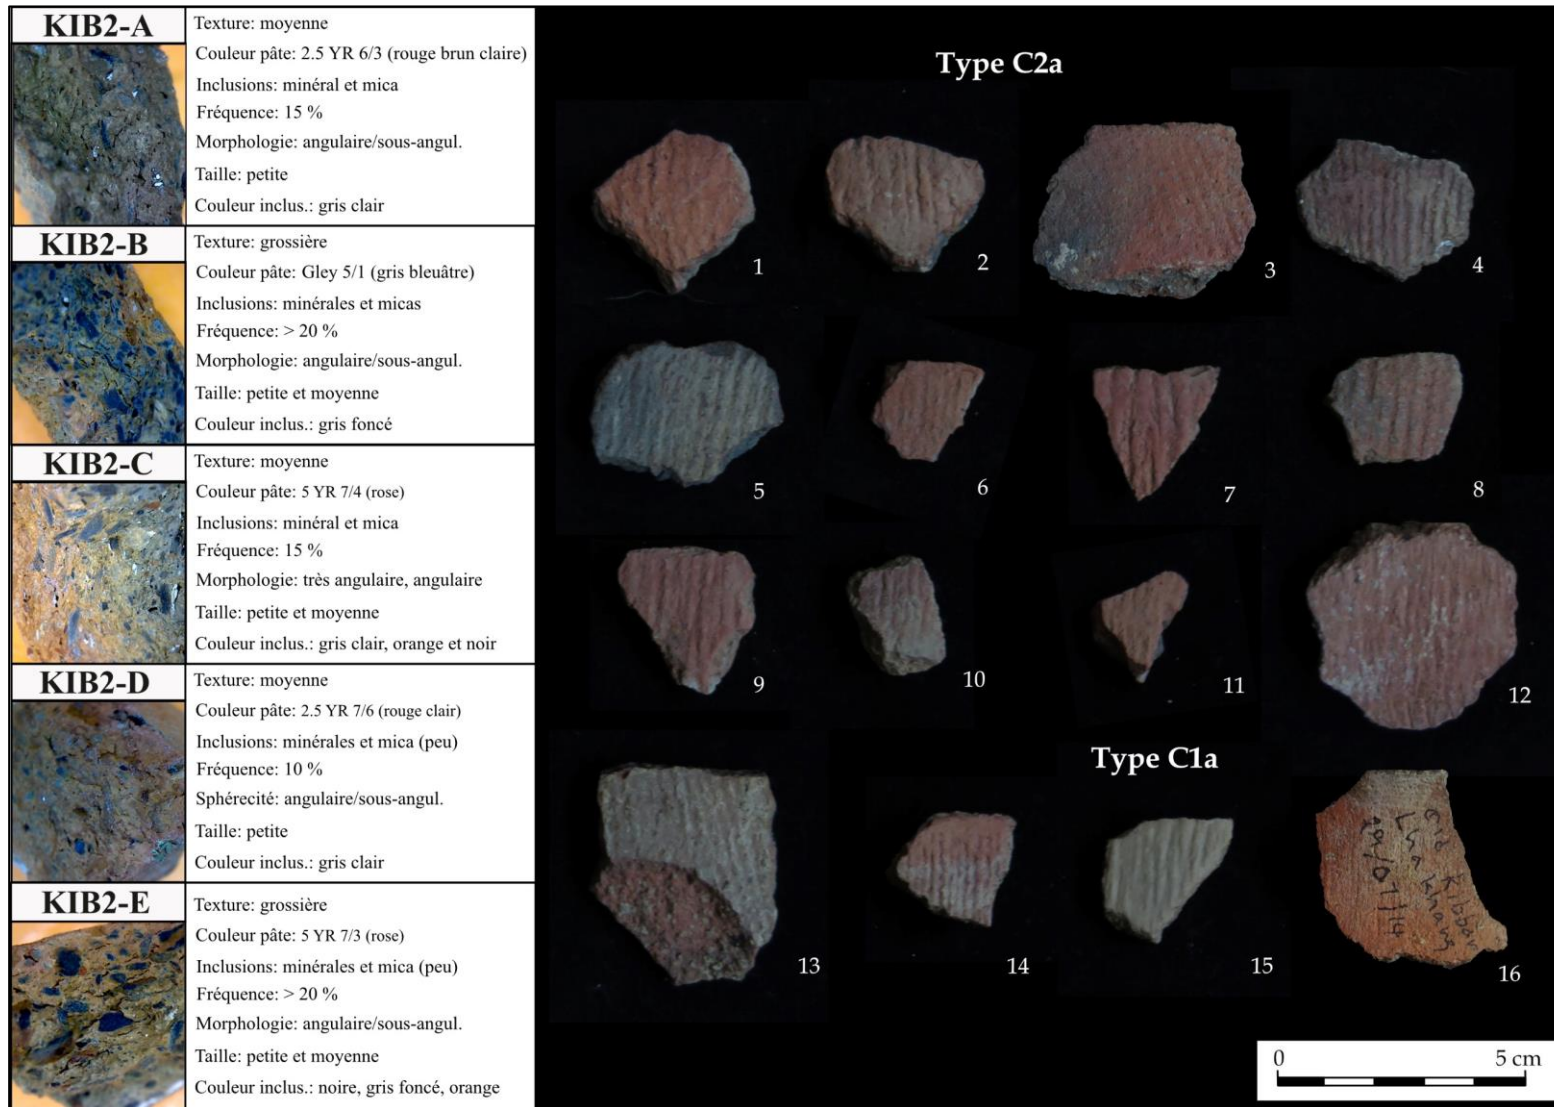 KIB2-A
Texture: moyenne
Couleur pâte: 2.5 YR 6/3 (rouge brun claire)
Inclusions: minéral et mica
Fréquence: 15 %
Morphologie: angulaire/sous-angul.
Taille: petite
Couleur inclus.: gris clair
KIB2-B
Texture: grossière
Couleur pâte: Gley 5/1 (gris bleuâtre)
Inclusions: minérales et micas
Fréquence: > 20 %
Morphologie: angulaire/sous-angul.
Taille: petite et moyenne
Couleur inclus.: gris foncé
KIB2-C
Texture: moyenne
Couleur pâte: 5 YR 7/4 (rose)
Inclusions: minéral et mica
Fréquence: 15 %
Morphologie: très angulaire, angulaire
Taille: petite et moyenne
Couleur inclus.: gris clair, orange et noir
KIB2-D
Texture: moyenne
Couleur pâte: 2.5 YR 7/6 (rouge clair)
Inclusions: minérales et mica (peu)
Fréquence: 10 %
Sphérecité: angulaire/sous-angul.
Taille: petite
Couleur inclus.: gris clair
KIB2-E
Texture: grossière
Couleur pâte: 5 YR 7/3 (rose)
Inclusions: minérales et mica (peu)
Fréquence: > 20 %
Morphologie: angulaire/sous-angul.
Taille: petite et moyenne
Couleur inclus.: noire, gris foncé, orange
Type C2a
1
2
3
4
5
6
7
8
9
10
11
12
Type C1a
13
14
15
old Kibber
Lha Khang
16
0
5 cm